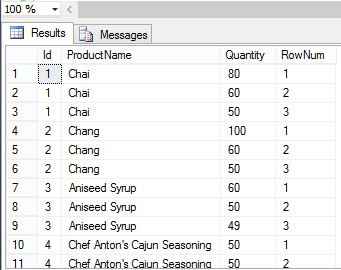 100 %
Results Messages
Id ProductName Quantity RowNum
1 1 Chai 80 1
2 1 Chai 60 2
3 1 Chai 50 3
4 2 Chang 100 1
5 2 Chang 60 2
6 2 Chang 50 3
7 3 Aniseed Syrup 60 1
8 3 Aniseed Syrup 50 2
9 3 Aniseed Syrup 49 3
10 4 Chef Anton's Cajun Seasoning 50 1
11 4 Chef Anton's Cajun Seasoning 50 2